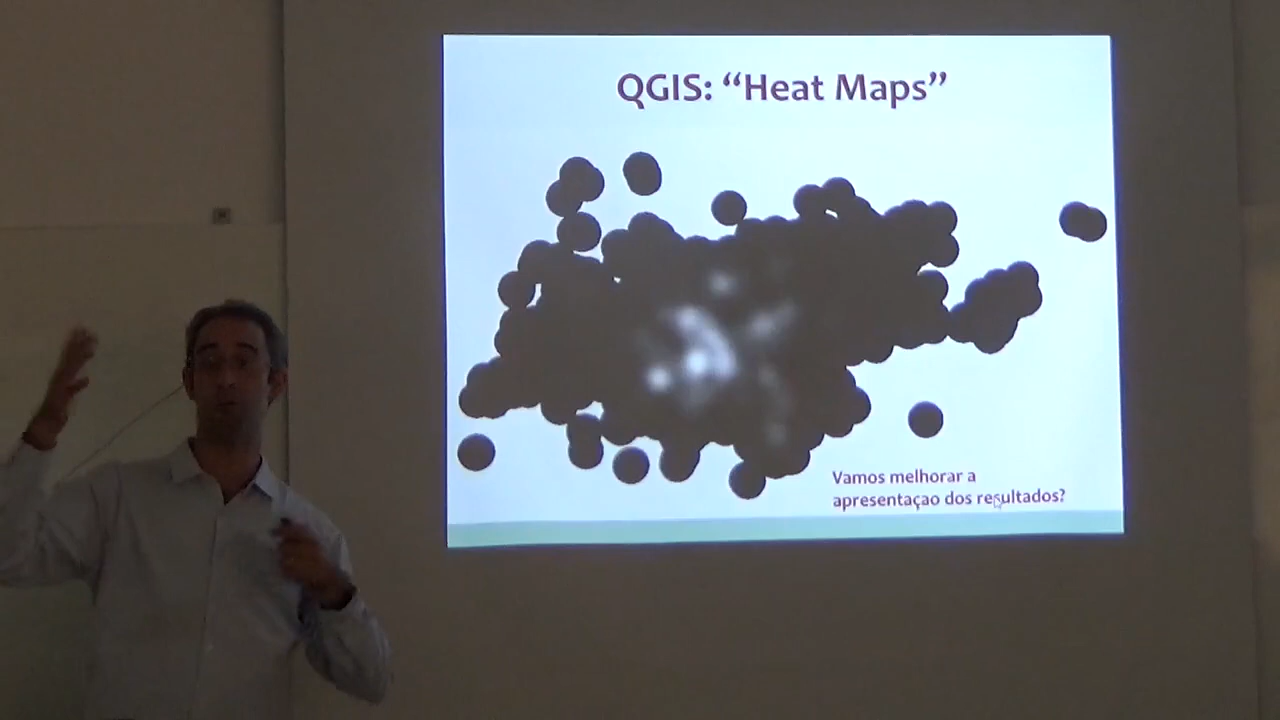 QGIS: “Heat Maps”
Vamos melhorar a
apresentaçao dos resultados?